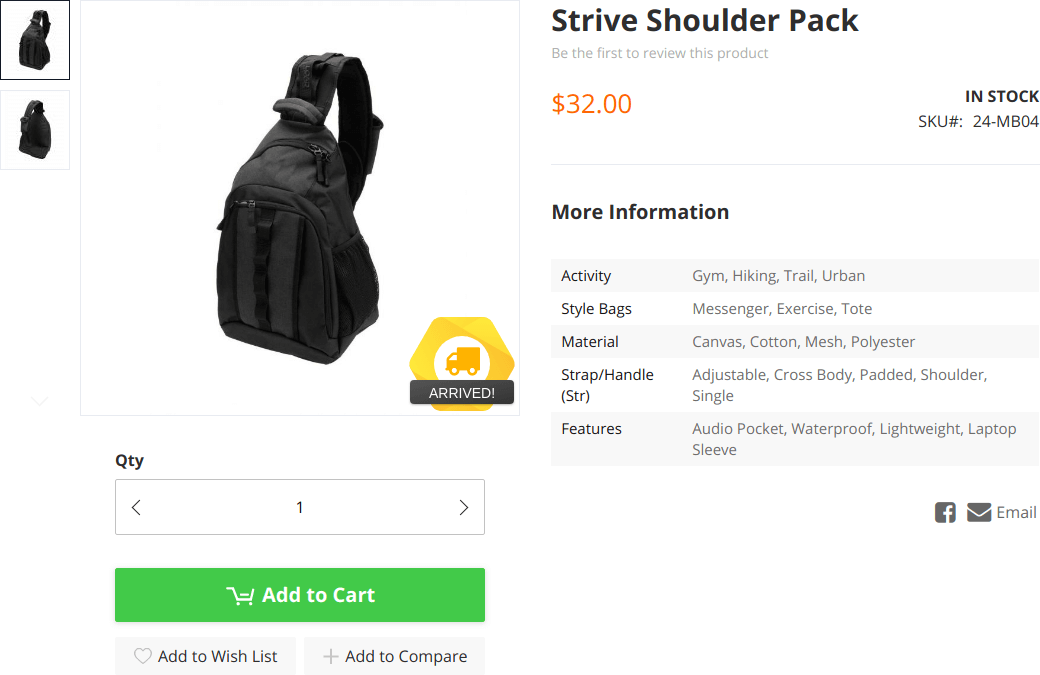 Strive Shoulder Pack
Be the first to review this product
$32.00
IN STOCK
SKU#: 24-MB04
More Information
Activity Gym, Hiking, Trail, Urban
Style Bags Messenger, Exercise, Tote
Material Canvas, Cotton, Mesh, Polyester
Strap/Handle Adjustable, Cross Body, Padded, Shoulder,
(Str) Single
Features Audio Pocket, Waterproof, Lightweight, Laptop
Sleeve
Email
ARRIVED!
Qty
1
Add to Cart
Add to Wish List
Add to Compare